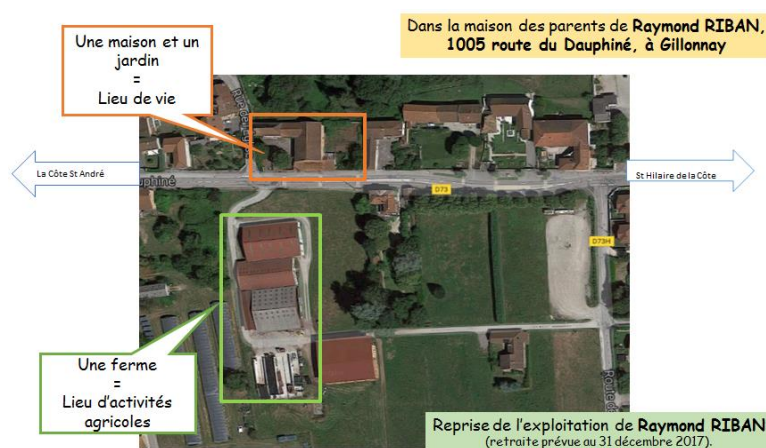 Dans la maison des parents de Raymond RIBAN,
1005 route du Dauphiné, à Gillonnay
Une maison et un
jardin
=
Lieu de vie
La Côte St André
St Hilaire de la Côte
uphiné
D73
D73H
Une ferme
=
Lieu d'activités
agricoles
Reprise de l'exploitation de Raymond RIBAN
(retraite prévue au 31 décembre 2017).